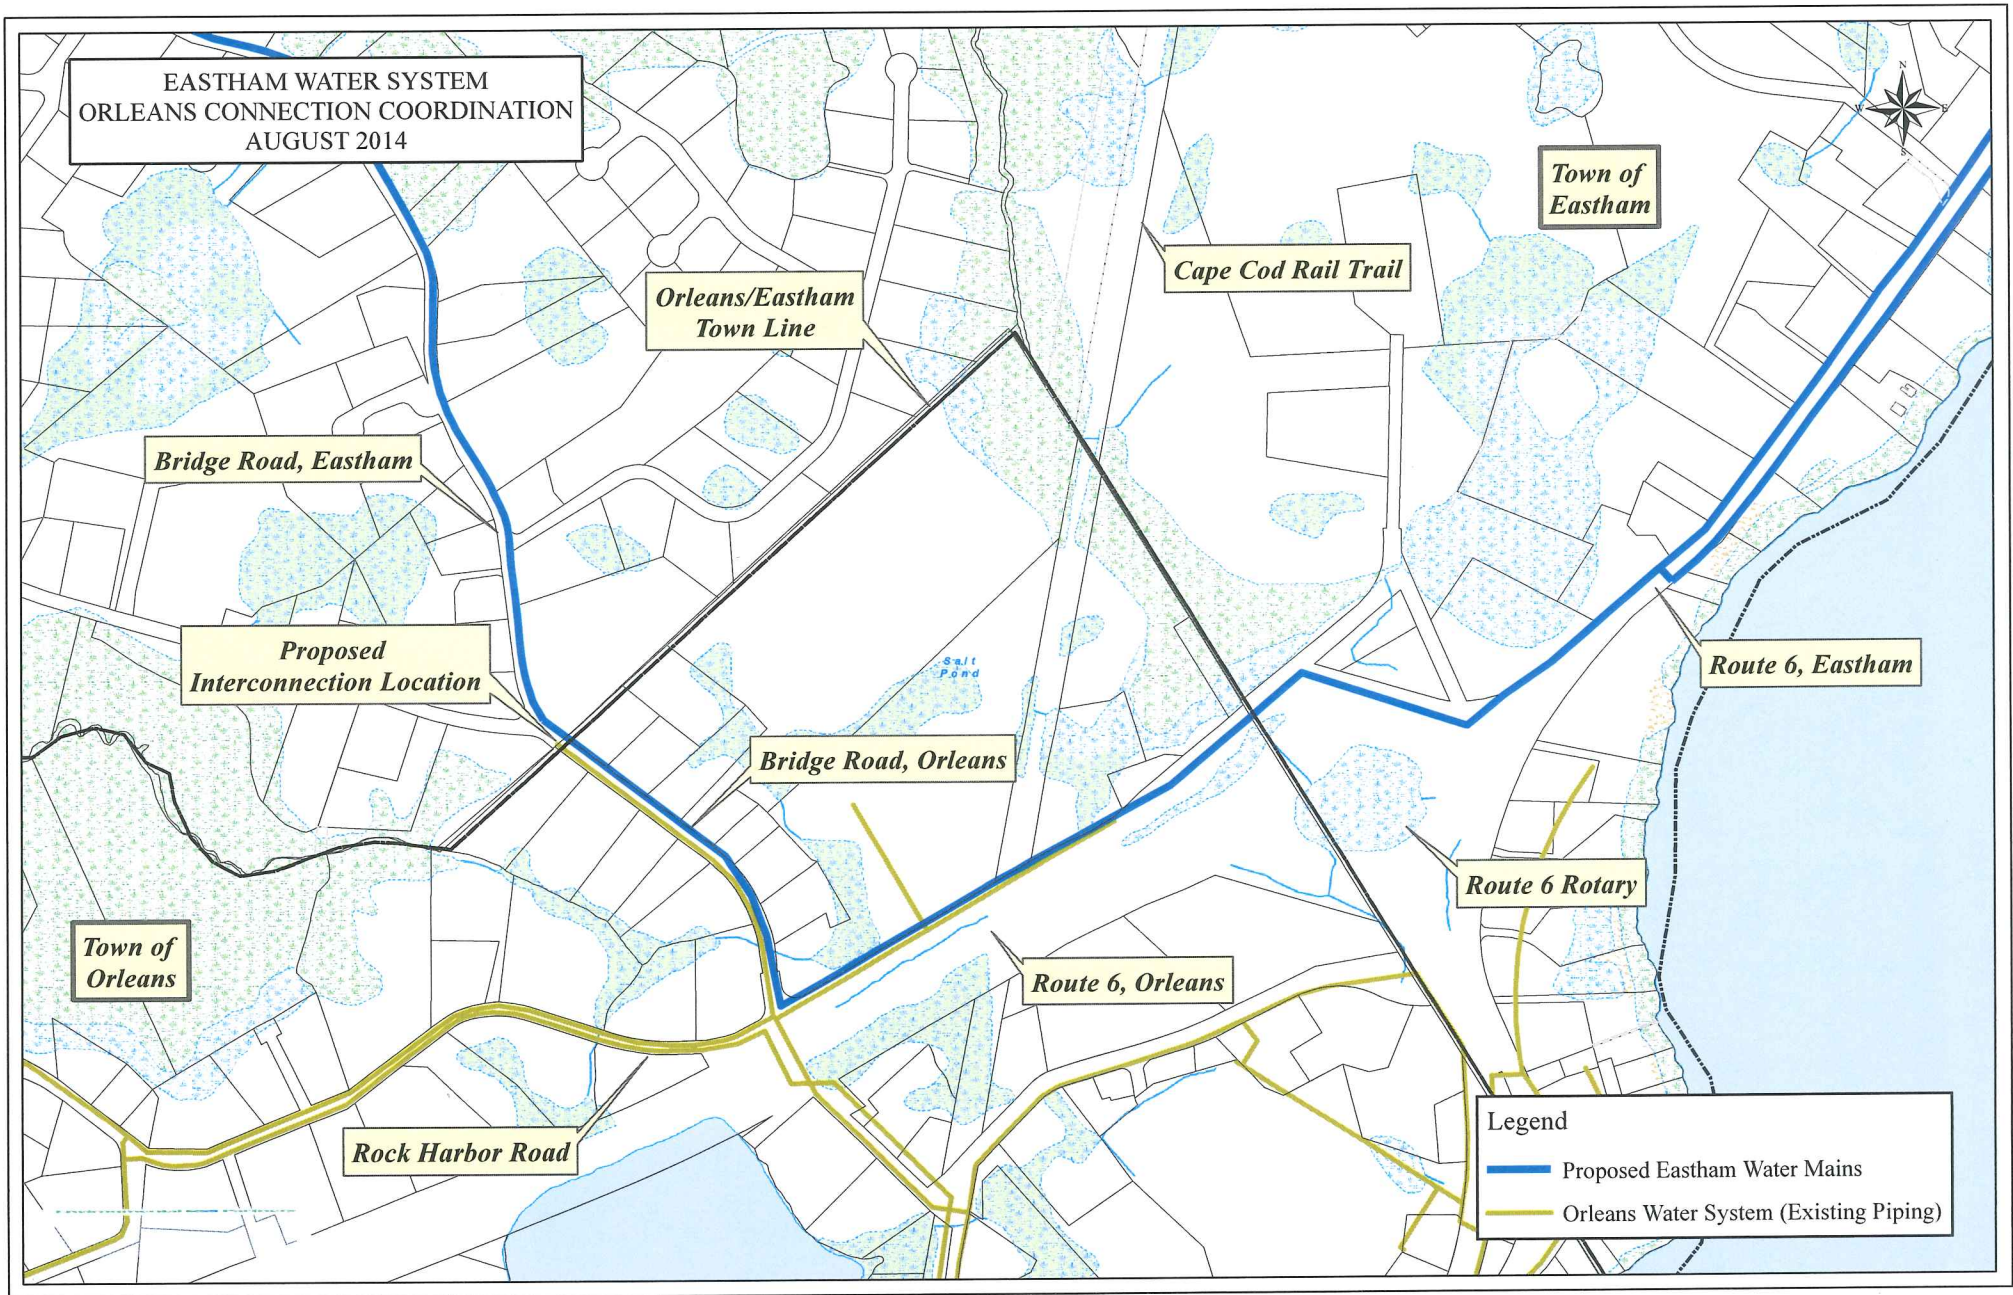 EASTHAM WATER SYSTEM
ORLEANS CONNECTION COORDINATION
AUGUST 2014
N
W
E
S
Town of
Eastham
Cape Cod Rail Trail
Orleans/Eastham
Town Line
Bridge Road, Eastham
Proposed
Interconnection Location
Salt
Pond
Route 6, Eastham
Bridge Road, Orleans
Route 6 Rotary
Town of
Orleans
Route 6, Orleans
Rock Harbor Road
Legend
Proposed Eastham Water Mains
Orleans Water System (Existing Piping)